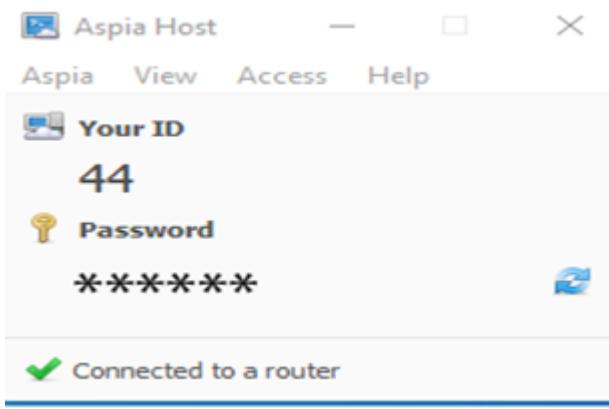 Aspia Host
Aspia View Access Help
Your ID
44
Password
******
Connected to a router